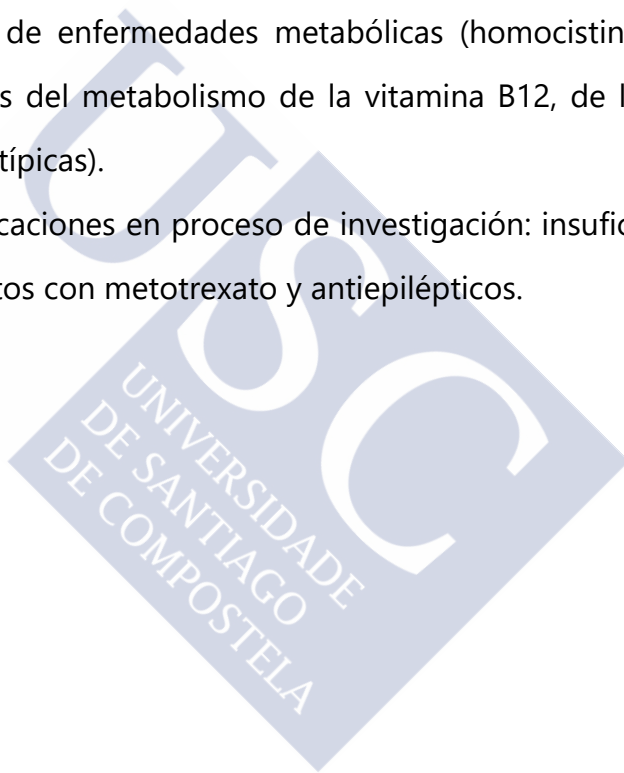 de enfermedades metabólicas (homocistin
s del metabolismo de la vitamina B12, de l
típicas).
caciones en proceso de investigación: insufic
tos con metotrexato y antiepilépticos.
USC
UNIVERSIDADE
DE SANTIAGO
DE COMPOSTELA